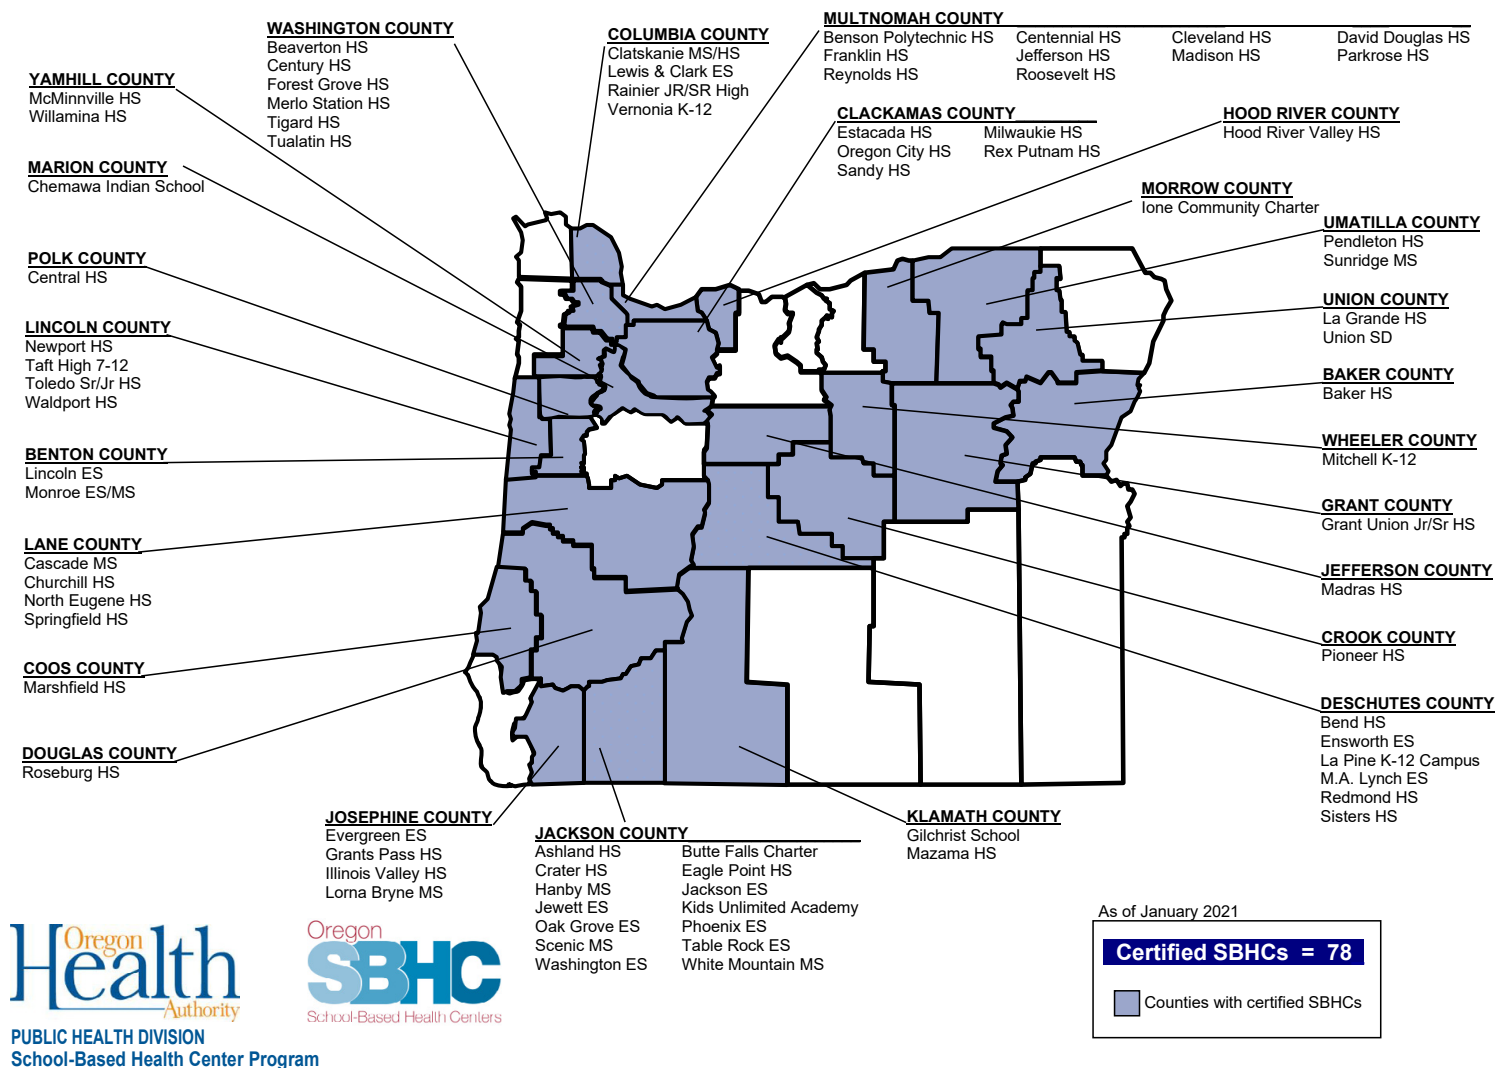 WASHINGTON COUNTY
Beaverton HS
Century HS
Forest Grove HS
Merlo Station HS
Tigard HS
Tualatin HS
COLUMBIA COUNTY
Clatskanie MS/HS
Lewis & Clark ES
Rainier JR/SR High
Vernonia K-12
MULTNOMAH COUNTY
Benson Polytechnic HS Centennial HS Cleveland HS David Douglas HS
Franklin HS Jefferson HS Madison HS Parkrose HS
Reynolds HS Roosevelt HS
YAMHILL COUNTY
McMinnville HS
Willamina HS
CLACKAMAS COUNTY
Estacada HS Milwaukie HS
Oregon City HS Rex Putnam HS
Sandy HS
HOOD RIVER COUNTY
Hood River Valley HS
MARION COUNTY
Chemawa Indian School
MORROW COUNTY
Ione Community Charter
UMATILLA COUNTY
Pendleton HS
Sunridge MS
POLK COUNTY
Central HS
UNION COUNTY
La Grande HS
Union SD
LINCOLN COUNTY
Newport HS
Taft High 7-12
Toledo Sr/Jr HS
Waldport HS
BAKER COUNTY
Baker HS
BENTON COUNTY
Lincoln ES
Monroe ES/MS
WHEELER COUNTY
Mitchell K-12
GRANT COUNTY
Grant Union Jr/Sr HS
LANE COUNTY
Cascade MS
Churchill HS
North Eugene HS
Springfield HS
JEFFERSON COUNTY
Madras HS
CROOK COUNTY
Pioneer HS
COOS COUNTY
Marshfield HS
DESCHUTES COUNTY
Bend HS
Ensworth ES
La Pine K-12 Campus
M.A. Lynch ES
Redmond HS
Sisters HS
DOUGLAS COUNTY
Roseburg HS
JOSEPHINE COUNTY
Evergreen ES
Grants Pass HS
Illinois Valley HS
Lorna Bryne MS
JACKSON COUNTY
Ashland HS Butte Falls Charter
Crater HS Eagle Point HS
Hanby MS Jackson ES
Jewett ES Kids Unlimited Academy
Oak Grove ES Phoenix ES
Scenic MS Table Rock ES
Washington ES White Mountain MS
KLAMATH COUNTY
Gilchrist School
Mazama HS
As of January 2021
Certified SBHCs = 78
Counties with certified SBHCs
Oregon
Health
Authority
PUBLIC HEALTH DIVISION
School-Based Health Center Program
Oregon
SBHC
School-Based Health Centers